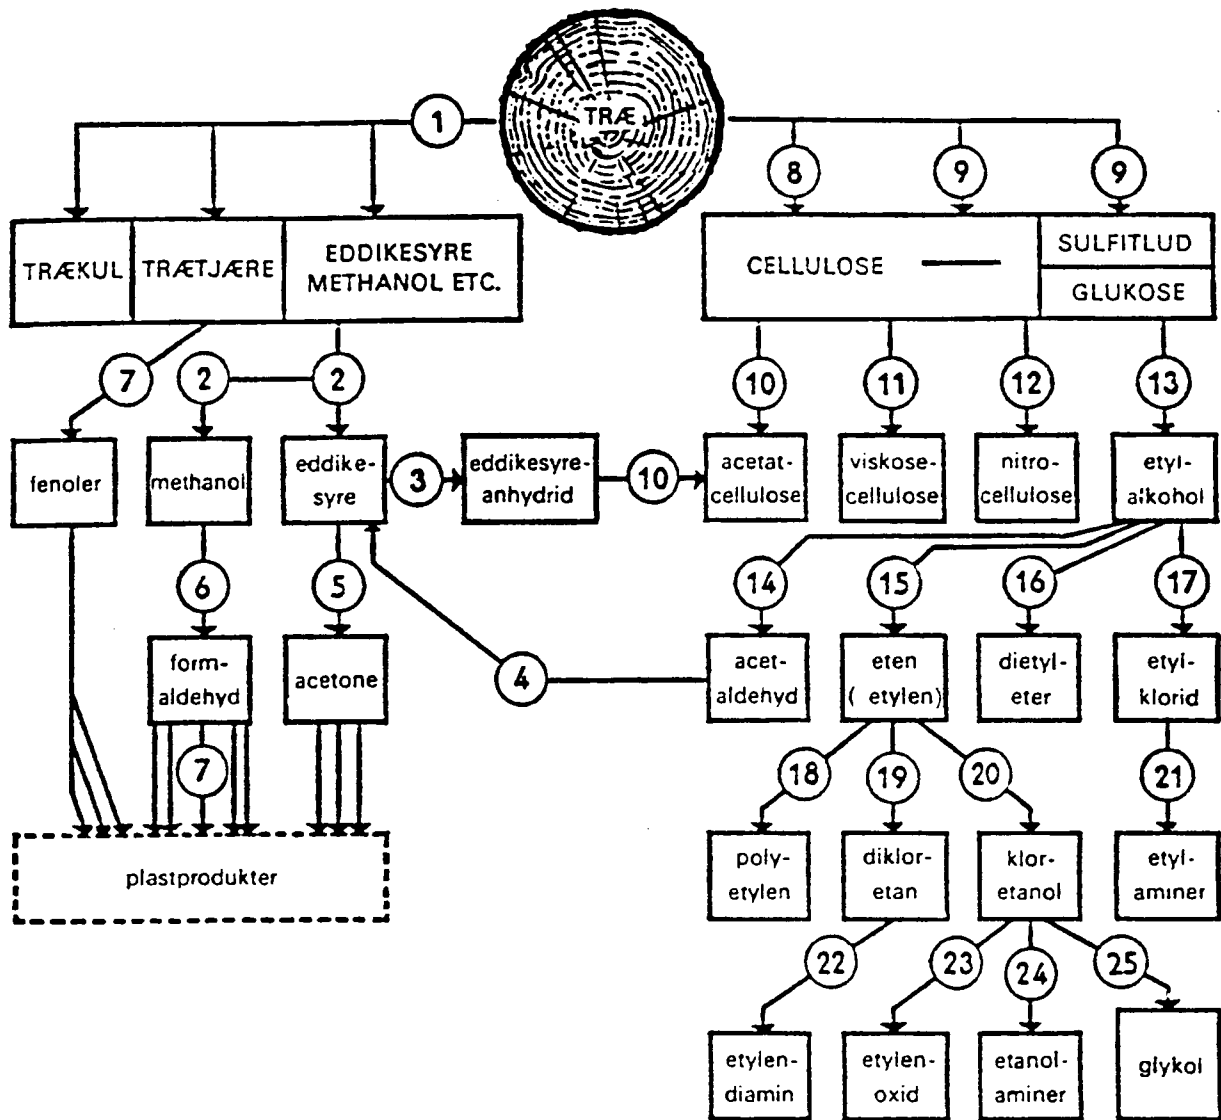 TRÆ
1
8
9
9
TRÆKUL
TRÆTJÆRE
EDDIKESYRE
METHANOL ETC.
CELLULOSE
SULFITLUD
GLUKOSE
7
2
2
10
11
12
13
fenoler
methanol
eddike-
syre
3
eddikesyre-
anhydrid
10
acetat-
cellulose
viskose-
cellulose
nitro-
cellulose
etyl-
alkohol
6
5
14
15
16
17
form-
aldehyd
acetone
4
acet-
aldehyd
eten
( etylen)
dietyl-
eter
etyl-
klorid
7
18
19
20
21
plastprodukter
poly-
etylen
diklor-
etan
klor-
etanol
etyl-
aminer
22
23
24
25
etylen-
diamin
etylen-
oxid
etanol-
aminer
glykol